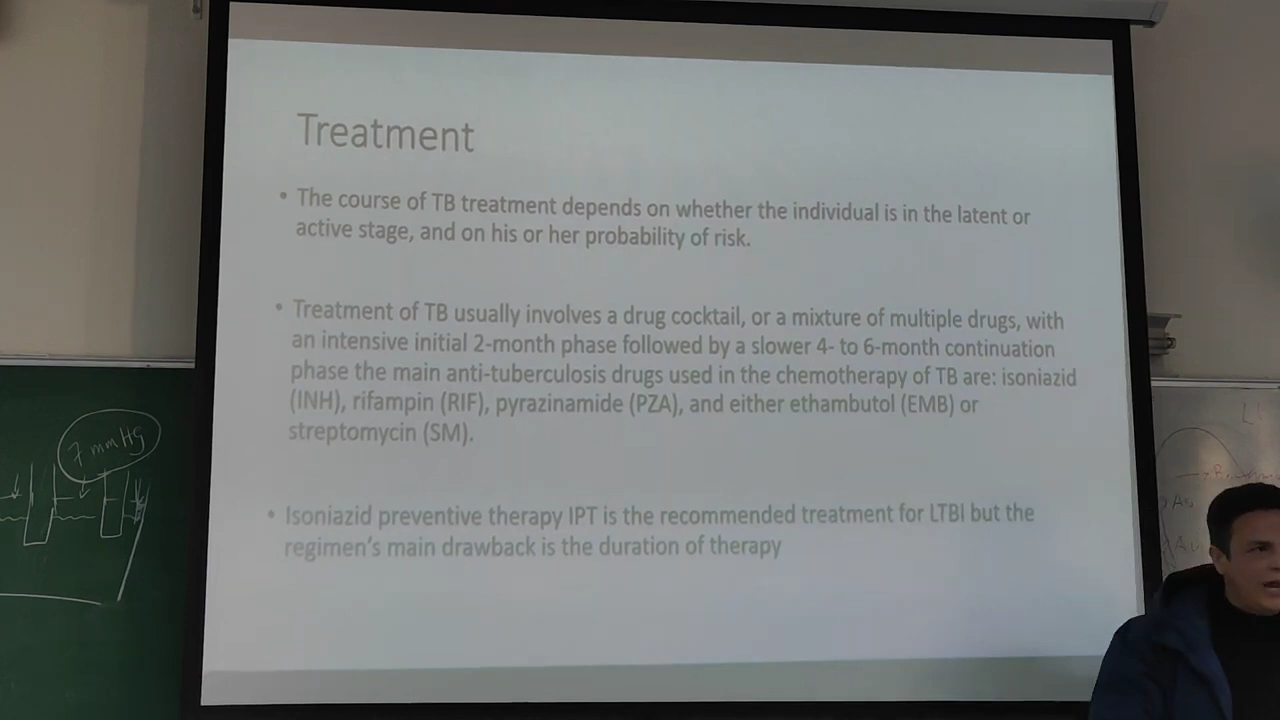 Treatment
• The course of TB treatment depends on whether the individual is in the latent or
active stage, and on his or her probability of risk.
• Treatment of TB usually involves a drug cocktail, or a mixture of multiple drugs, with
an intensive initial 2-month phase followed by a slower 4- to 6-month continuation
phase the main anti-tuberculosis drugs used in the chemotherapy of TB are: isoniazid
(INH), rifampin (RIF), pyrazinamide (PZA), and either ethambutol (EMB) or
streptomycin (SM).
• Isoniazid preventive therapy IPT is the recommended treatment for LTBI but the
regimen's main drawback is the duration of therapy
7 mmHg